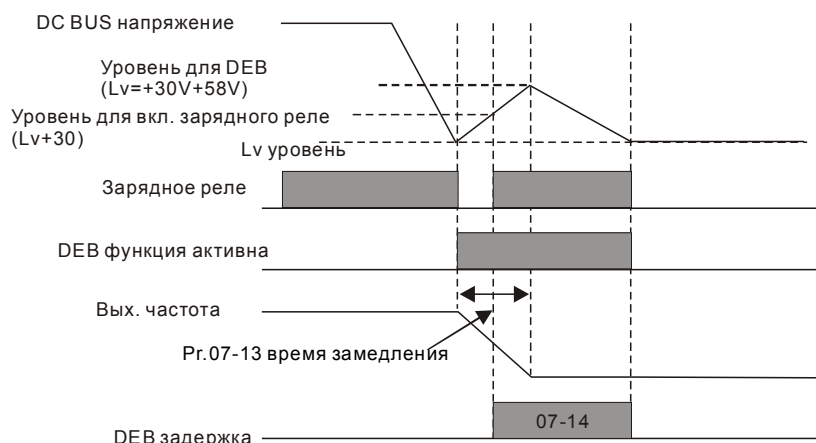 DC BUS напряжение
Уровень для DEB
(Lv=+30V+58V)
Уровень для вкл. зарядного реле
(Lv+30)
Lv уровень
Зарядное реле
DEB функция активна
Вых. частота
Pr.07-13 время замедления
07-14
DEB задержка